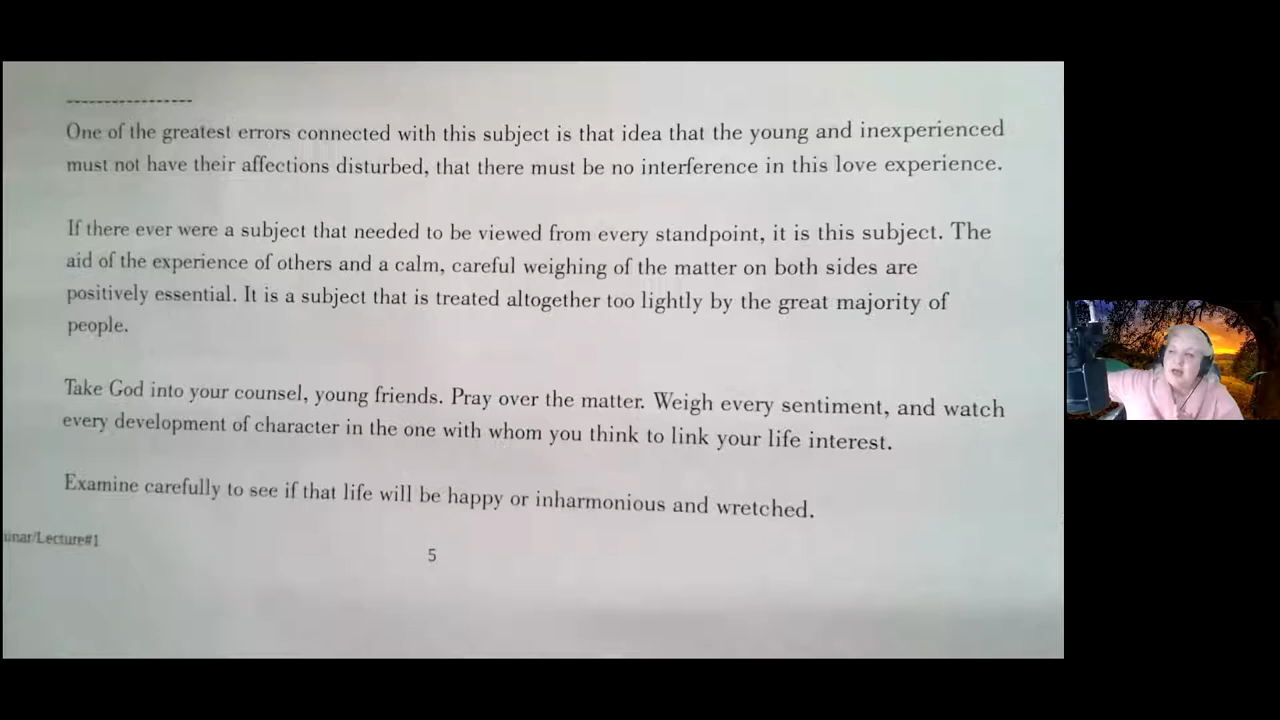 -----------------
One of the greatest errors connected with this subject is that idea that the young and inexperienced
must not have their affections disturbed, that there must be no interference in this love experience.
If there ever were a subject that needed to be viewed from every standpoint, it is this subject. The
aid of the experience of others and a calm, careful weighing of the matter on both sides are
positively essential. It is a subject that is treated altogether too lightly by the great majority of
people.
Take God into your counsel, young friends. Pray over the matter. Weigh every sentiment, and watch
every development of character in the one with whom you think to link your life interest.
Examine carefully to see if that life will be happy or inharmonious and wretched.
/Lecture#1
5